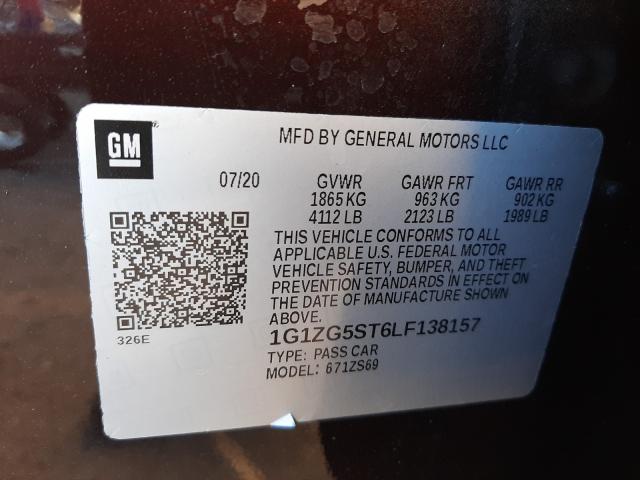 GM
MFD BY GENERAL MOTORS LLC
07/20 GVWR GAWR FRT GAWR RR
1865 KG 963 KG 902 KG
4112 LB 2123 LB 1989 LB
THIS VEHICLE CONFORMS TO ALL
APPLICABLE U.S. FEDERAL MOTOR
VEHICLE SAFETY, BUMPER, AND THEFT
PREVENTION STANDARDS IN EFFECT ON
THE DATE OF MANUFACTURE SHOWN
ABOVE.
326E
1G1ZG5ST6LF138157
TYPE: PASS CAR
MODEL: 671ZS69